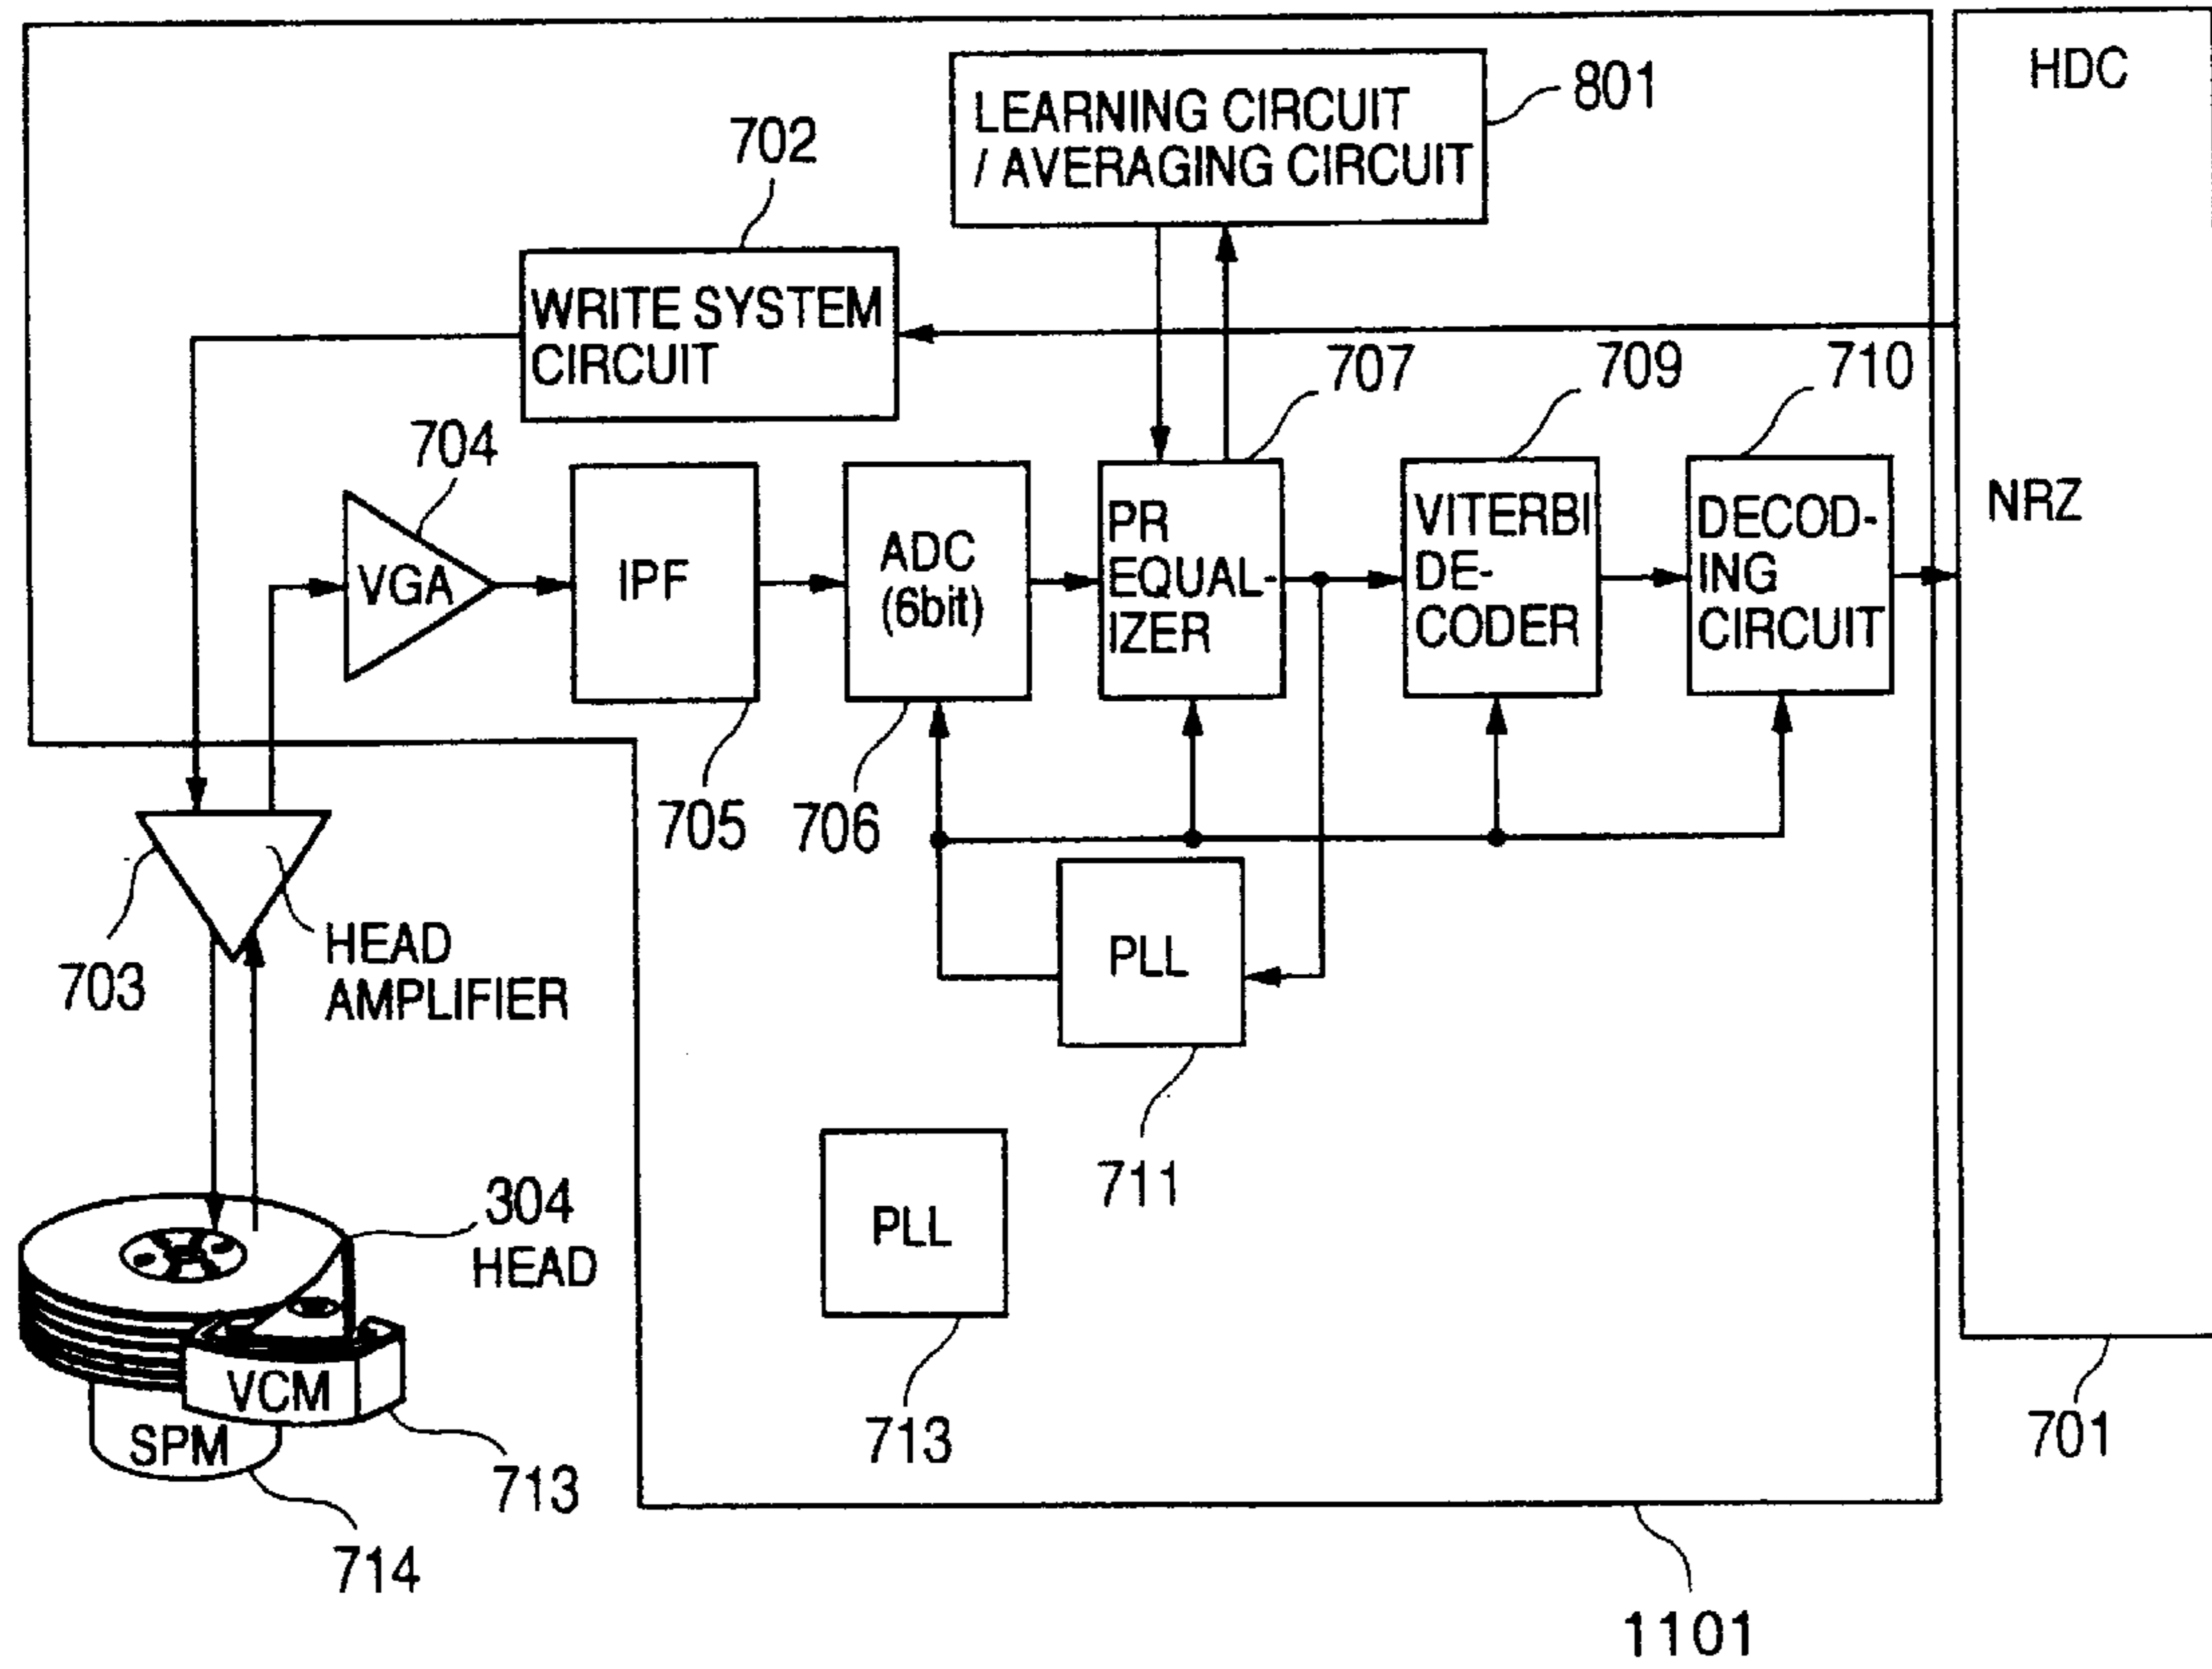 HDC
801
LEARNING CIRCUIT
/ AVERAGING CIRCUIT
702
WRITE SYSTEM
CIRCUIT
707
709
710
704
VGA
IPF
ADC
(6bit)
PR
EQUAL-
IZER
VITERBI
DE-
CODER
DECOD-
ING
CIRCUIT
NRZ
705
706
703
HEAD
AMPLIFIER
PLL
711
304
HEAD
PLL
713
VCM
SPM
713
714
701
1101